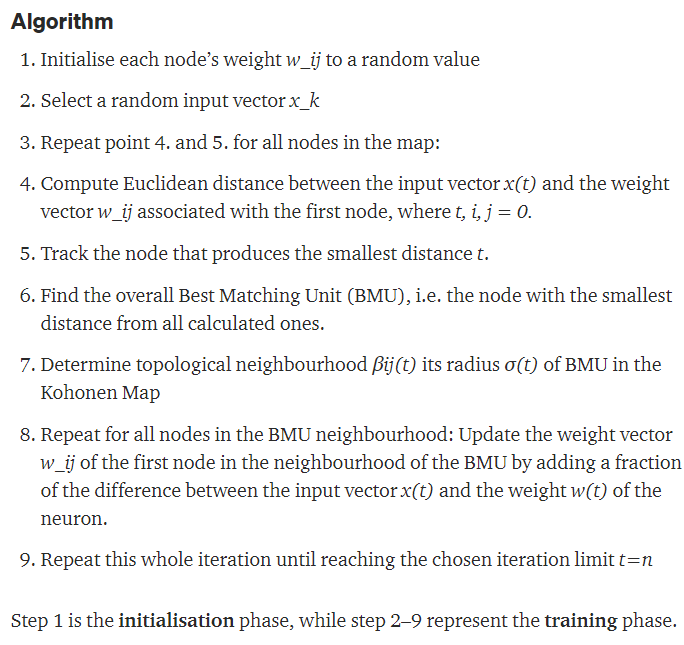 Algorithm
1. Initialise each node's weight w_ij to a random value
2. Select a random input vector x_k
3. Repeat point 4. and 5. for all nodes in the map:
4. Compute Euclidean distance between the input vector x(t) and the weight
vector w_ij associated with the first node, where t, i, j = 0.
5. Track the node that produces the smallest distance t.
6. Find the overall Best Matching Unit (BMU), i.e. the node with the smallest
distance from all calculated ones.
7. Determine topological neighbourhood βij(t) its radius σ(t) of BMU in the
Kohonen Map
8. Repeat for all nodes in the BMU neighbourhood: Update the weight vector
w_ij of the first node in the neighbourhood of the BMU by adding a fraction
of the difference between the input vector x(t) and the weight w(t) of the
neuron.
9. Repeat this whole iteration until reaching the chosen iteration limit t=n
Step 1 is the initialisation phase, while step 2–9 represent the training phase.